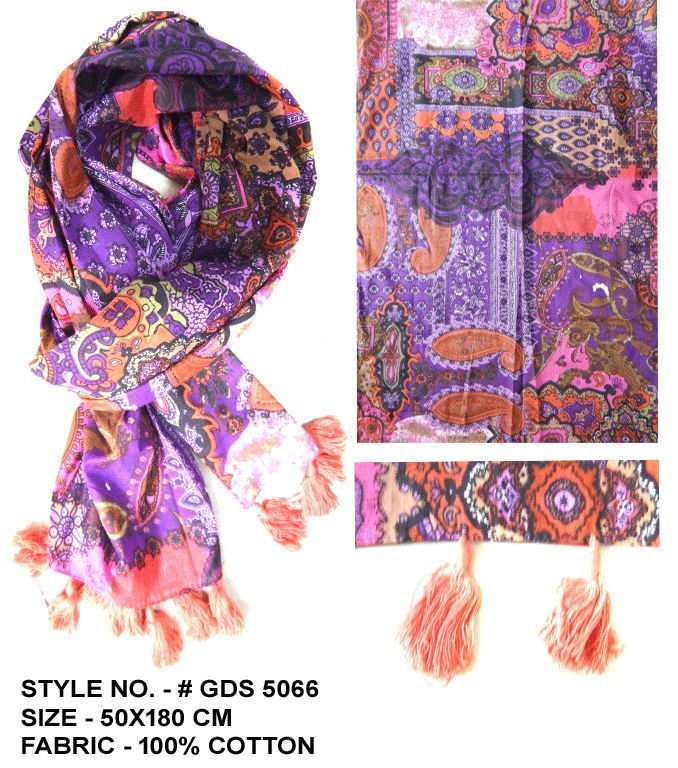 STYLE NO. - # GDS 5066
SIZE - 50X180 CM
FABRIC - 100% COTTON